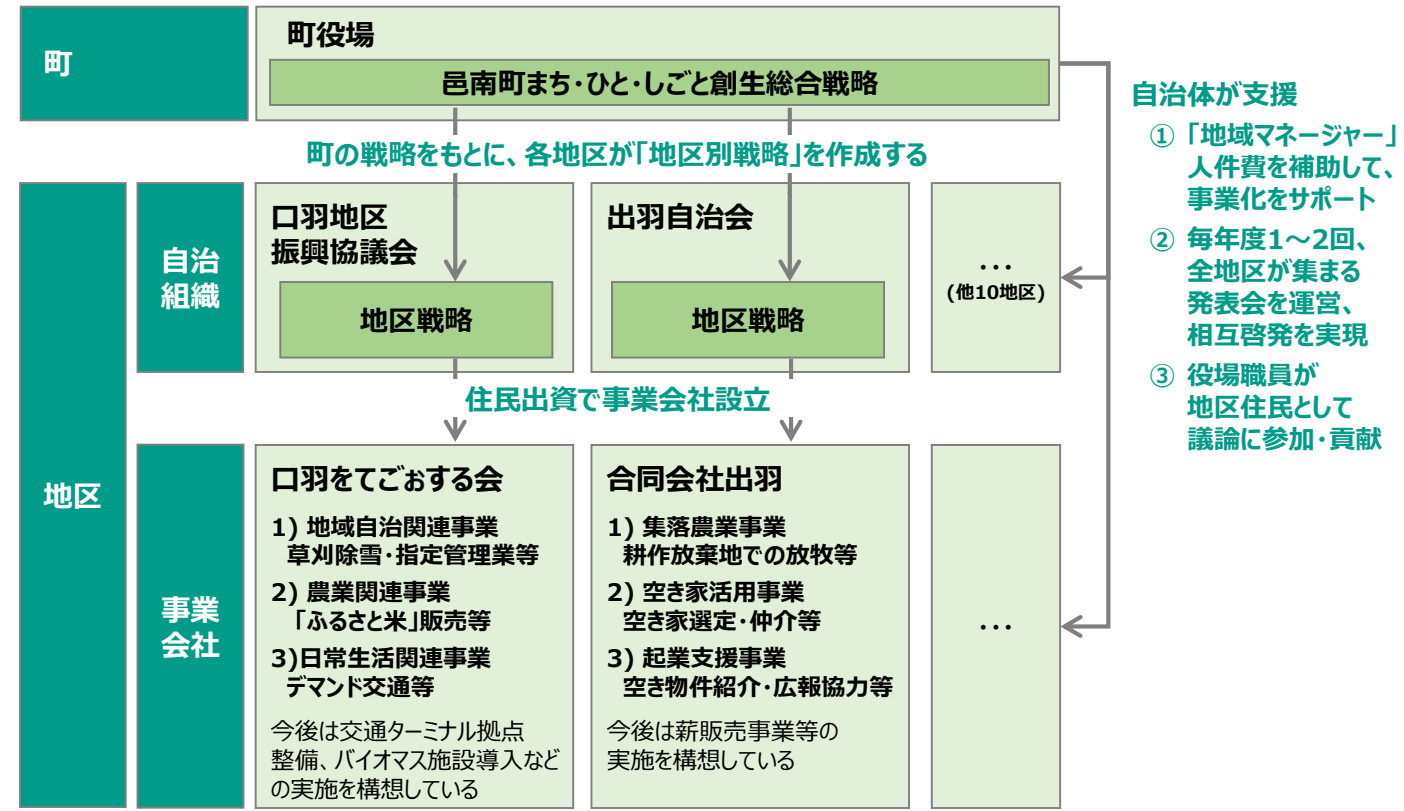 町
町役場
邑南町まち・ひと・しごと創生総合戦略
町の戦略をもとに、各地区が「地区別戦略」を作成する
地区
自治
組織
口羽地区
振興協議会
地区戦略
出羽自治会
地区戦略
・・・
(他10地区)
住民出資で事業会社設立
事業
会社
口羽をてごぉする会
1) 地域自治関連事業
草刈除雪・指定管理業等
2) 農業関連事業
「ふるさと米」販売等
3)日常生活関連事業
デマンド交通等
今後は交通ターミナル拠点
整備、バイオマス施設導入など
の実施を構想している
合同会社出羽
1) 集落農業事業
耕作放棄地での放牧等
2) 空き家活用事業
空き家選定・仲介等
3) 起業支援事業
空き物件紹介・広報協力等
今後は薪販売事業等の
実施を構想している
・・・
自治体が支援
① 「地域マネージャー」
人件費を補助して、
事業化をサポート
② 毎年度1～2回、
全地区が集まる
発表会を運営、
相互啓発を実現
③ 役場職員が
地区住民として
議論に参加・貢献